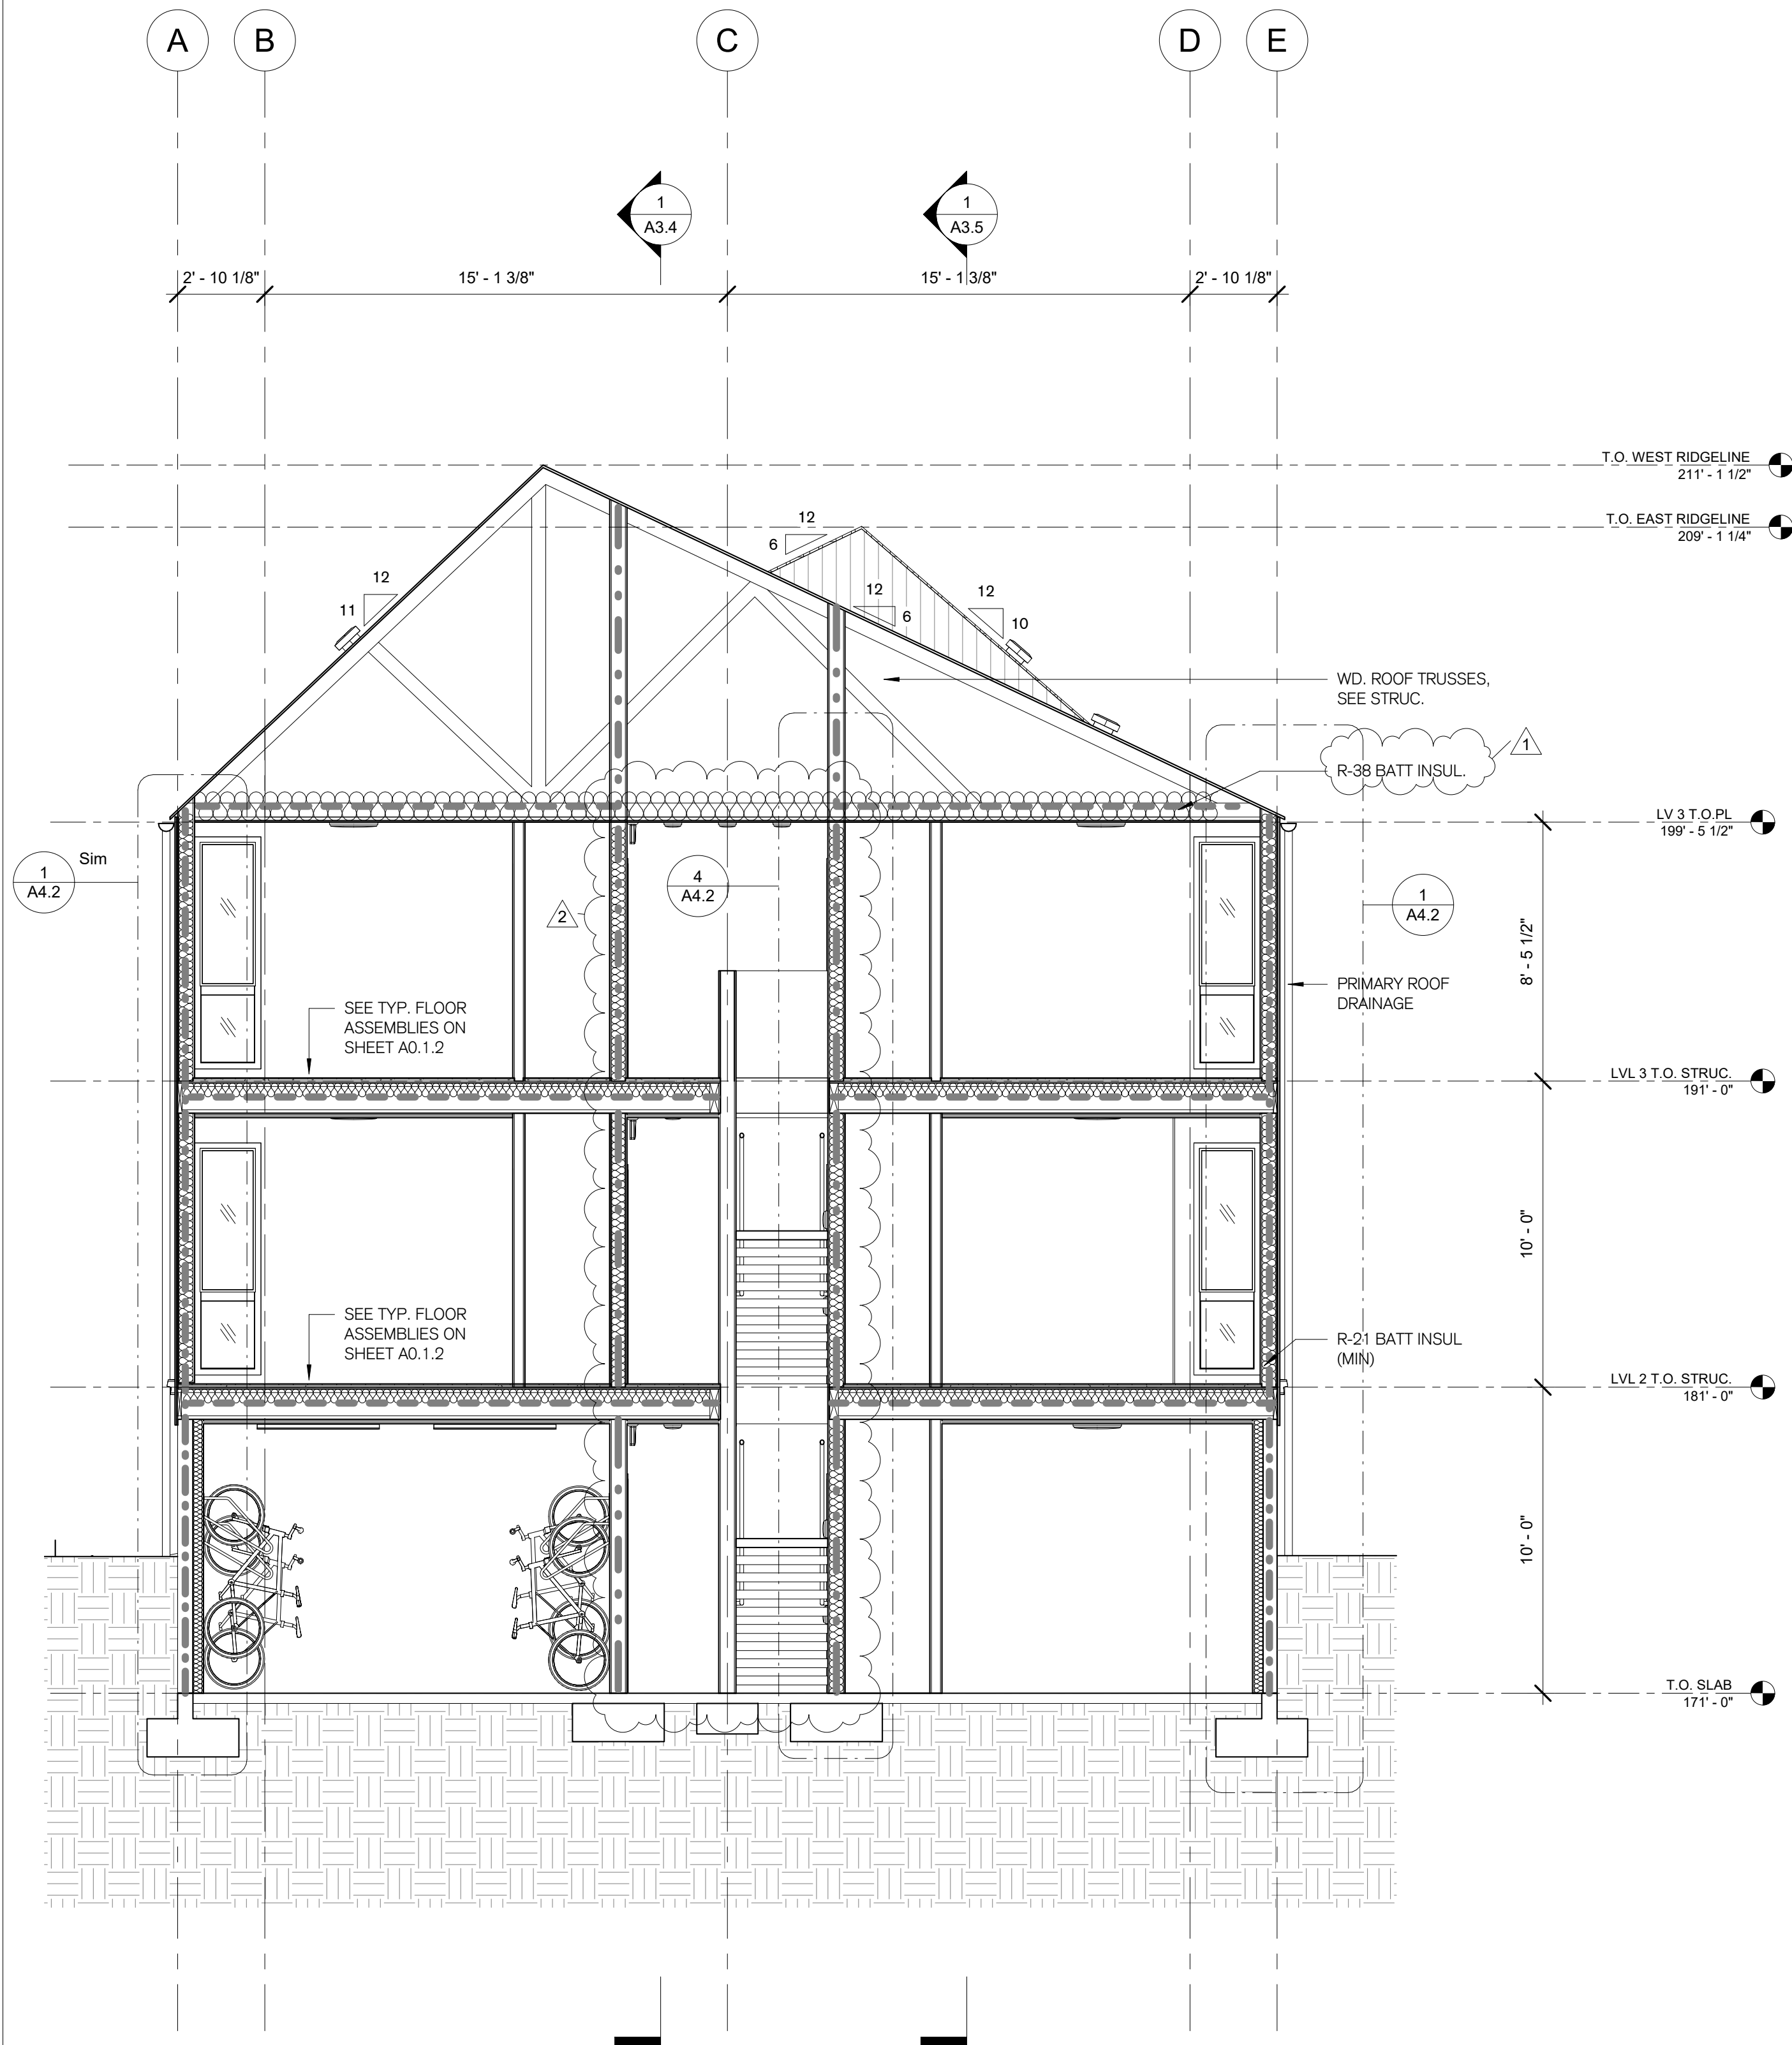 A
B
C
D
E
1
A3.4
1
A3.5
2' - 10 1/8"
15' - 1 3/8"
15' - 1 3/8"
2' - 10 1/8"
T.O. WEST RIDGELINE
211' - 1 1/2"
T.O. EAST RIDGELINE
209' - 1 1/4"
12
6
12
11
12
6
12
10
WD. ROOF TRUSSES,
SEE STRUC.
1
R-38 BATT INSUL.
LV 3 T.O.PL
199' - 5 1/2"
Sim
1
A4.2
4
A4.2
2
1
A4.2
8' - 5 1/2"
PRIMARY ROOF
DRAINAGE
SEE TYP. FLOOR
ASSEMBLIES ON
SHEET A0.1.2
LVL 3 T.O. STRUC.
191' - 0"
10' - 0"
SEE TYP. FLOOR
ASSEMBLIES ON
SHEET A0.1.2
R-21 BATT INSUL
(MIN)
LVL 2 T.O. STRUC.
181' - 0"
10' - 0"
T.O. SLAB
171' - 0"